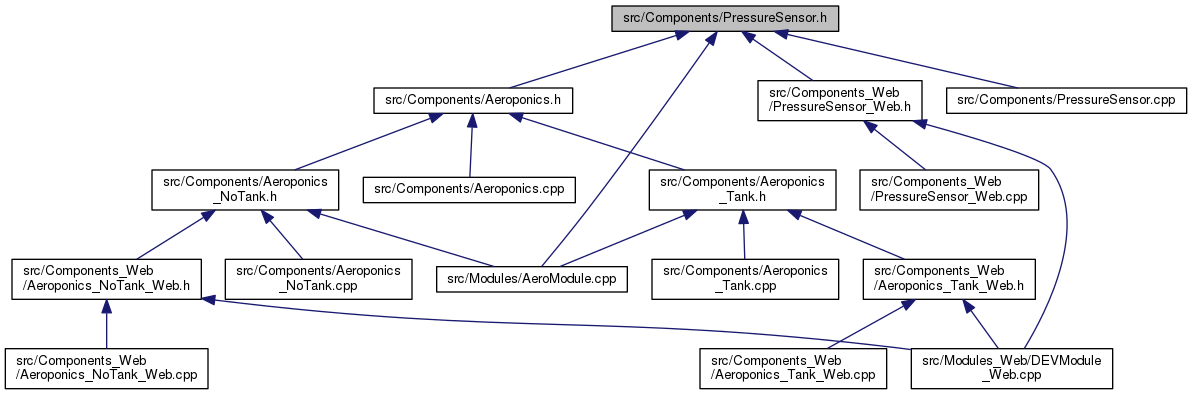 src/Components/PressureSensor.h
src/Components/Aeroponics.h
src/Components_Web
/PressureSensor_Web.h
src/Components/PressureSensor.cpp
src/Components/Aeroponics
_NoTank.h
src/Components/Aeroponics.cpp
src/Components/Aeroponics
_Tank.h
src/Components_Web
/PressureSensor_Web.cpp
src/Components_Web
/Aeroponics_NoTank_Web.h
src/Components/Aeroponics
_NoTank.cpp
src/Modules/AeroModule.cpp
src/Components/Aeroponics
_Tank.cpp
src/Components_Web
/Aeroponics_Tank_Web.h
src/Components_Web
/Aeroponics_NoTank_Web.cpp
src/Components_Web
/Aeroponics_Tank_Web.cpp
src/Modules_Web/DEVModule
_Web.cpp